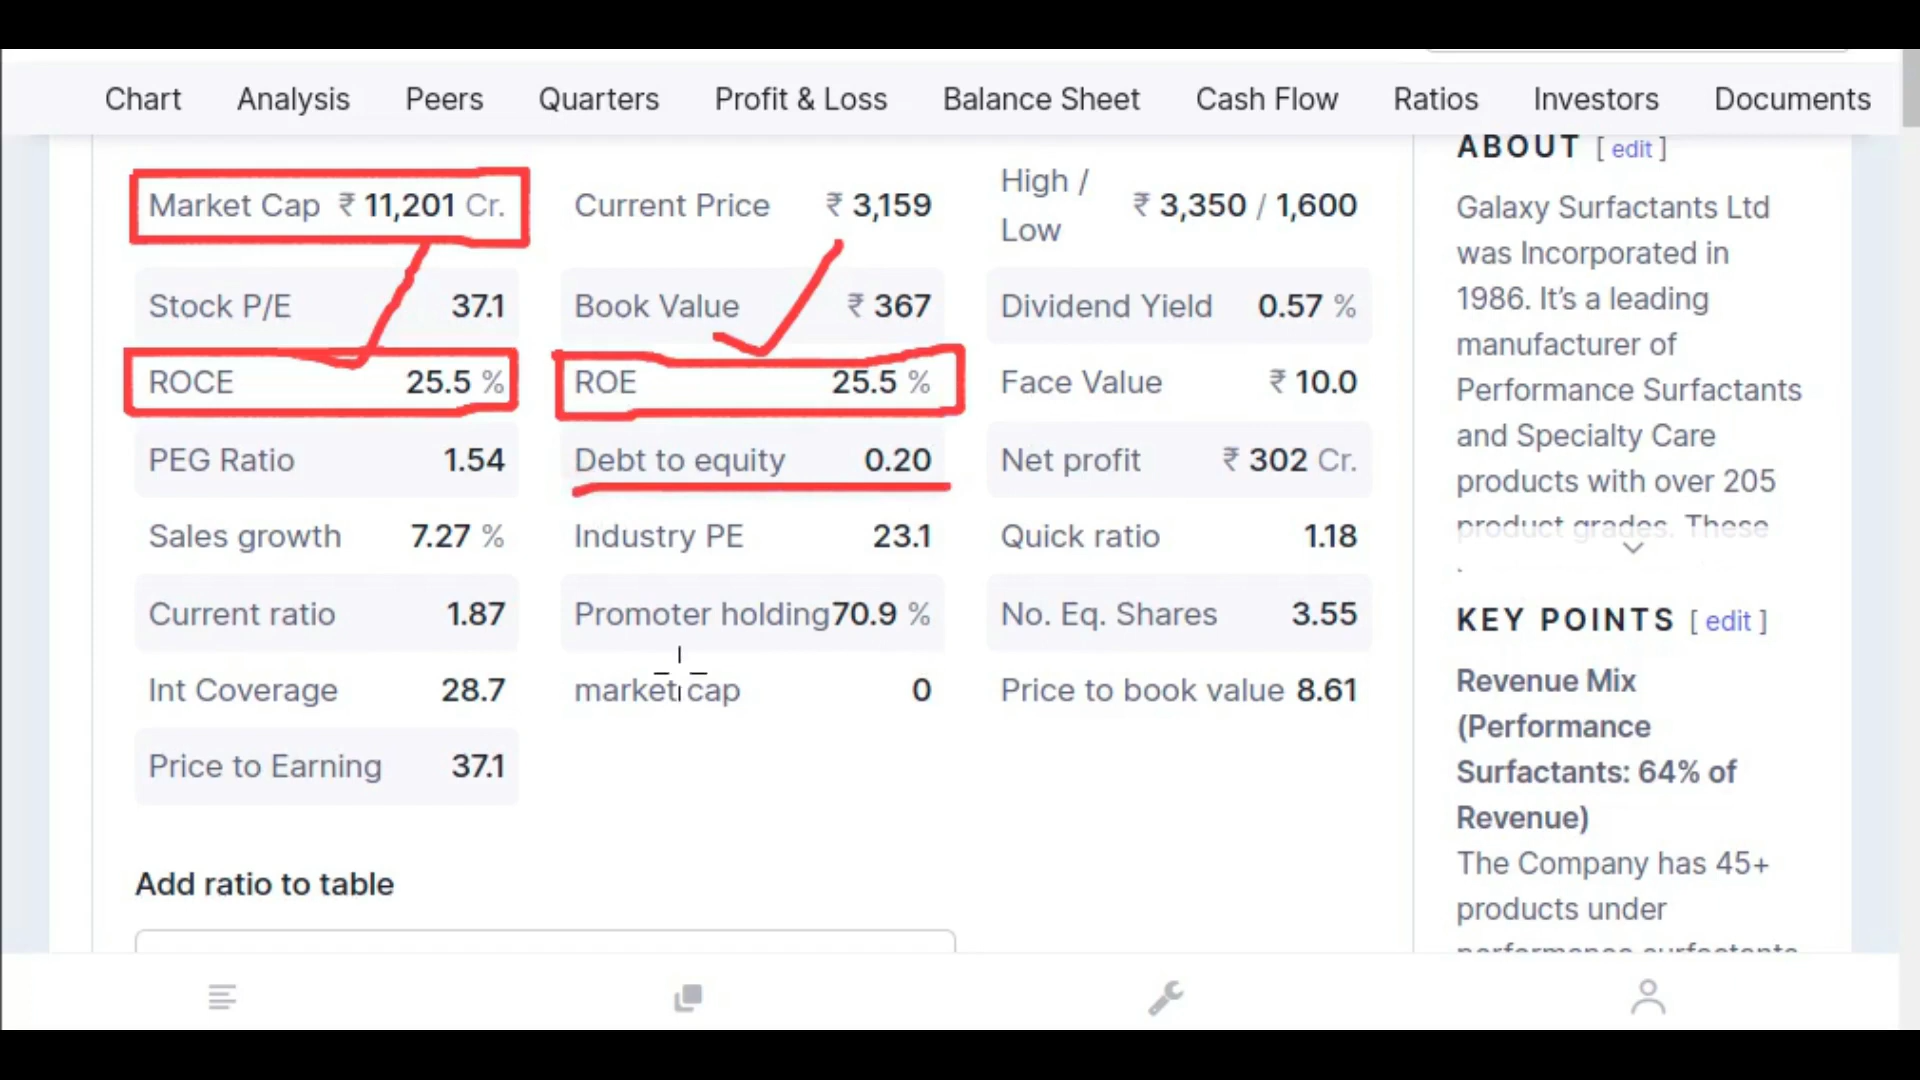 Chart Analysis Peers Quarters Profit & Loss Balance Sheet Cash Flow Ratios Investors Documents
Market Cap ₹ 11,201 Cr.
Current Price ₹ 3,159
High /
Low ₹ 3,350 / 1,600
Stock P/E 37.1
Book Value ₹ 367
Dividend Yield 0.57 %
ROCE 25.5 %
ROE 25.5 %
Face Value ₹ 10.0
PEG Ratio 1.54
Debt to equity 0.20
Net profit ₹ 302 Cr.
Sales growth 7.27 %
Industry PE 23.1
Quick ratio 1.18
Current ratio 1.87
Promoter holding 70.9 %
No. Eq. Shares 3.55
Int Coverage 28.7
market cap 0
Price to book value 8.61
Price to Earning 37.1
Add ratio to table
ABOUT [ edit ]
Galaxy Surfactants Ltd
was Incorporated in
1986. It's a leading
manufacturer of
Performance Surfactants
and Specialty Care
products with over 205
product grades. These
KEY POINTS [ edit ]
Revenue Mix
(Performance
Surfactants: 64% of
Revenue)
The Company has 45+
products under
performance surfactants